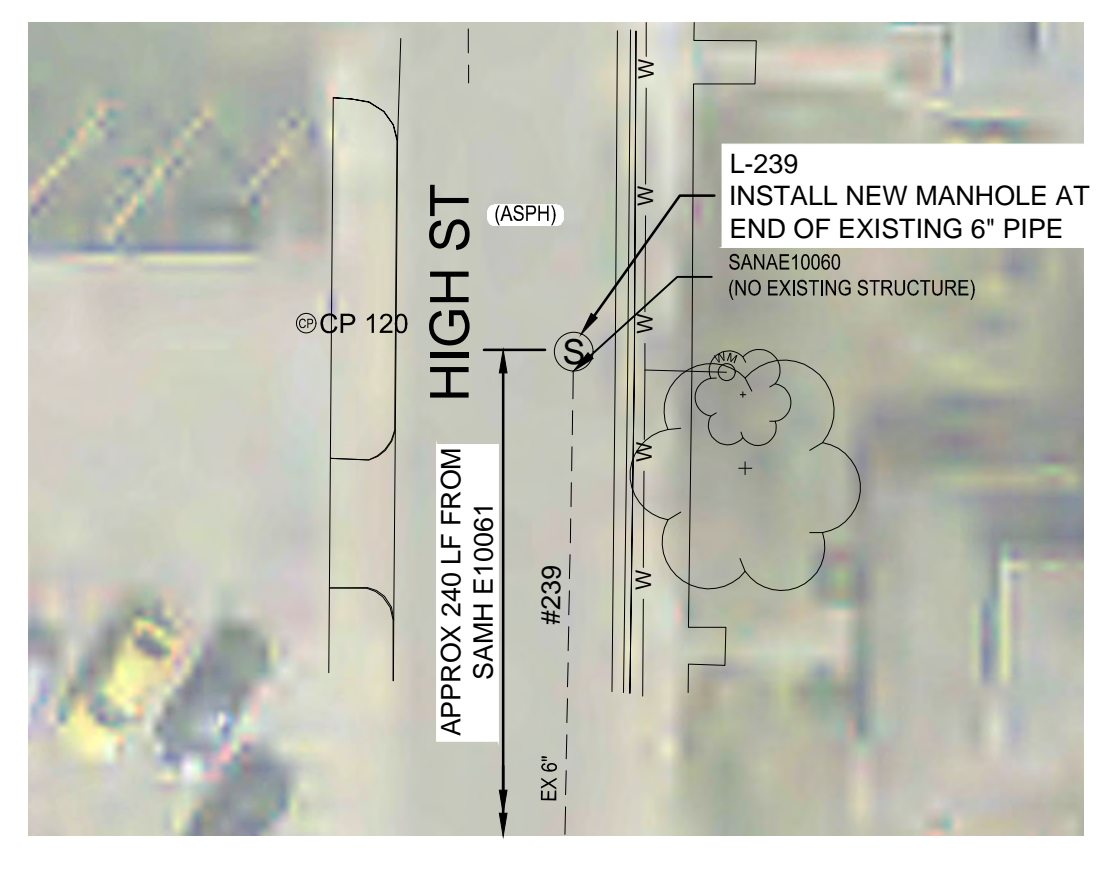 L-239
INSTALL NEW MANHOLE AT
END OF EXISTING 6" PIPE
SANAE10060
(NO EXISTING STRUCTURE)
HIGH ST
(ASPH)
CP
CP 120
S
WM
W
W
W
W
W
APPROX 240 LF FROM
SAMH E10061
#239
EX 6"